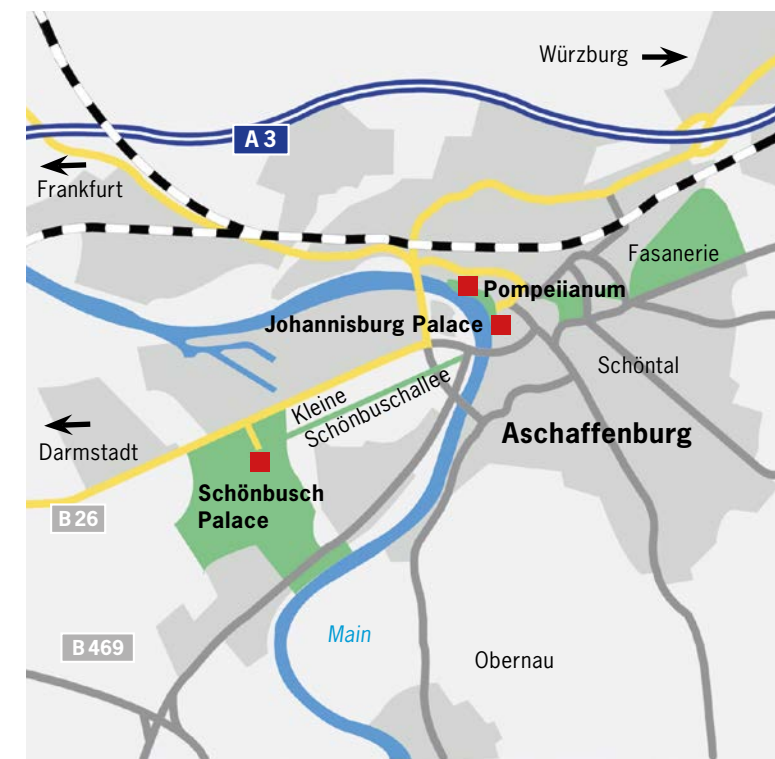 Würzburg
A 3
Frankfurt
Fasanerie
Pompeiianum
Johannisburg Palace
Schöntal
Kleine
Schönbuschallee
Aschaffenburg
Darmstadt
Schönbusch
Palace
B 26
Main
B 469
Obernau